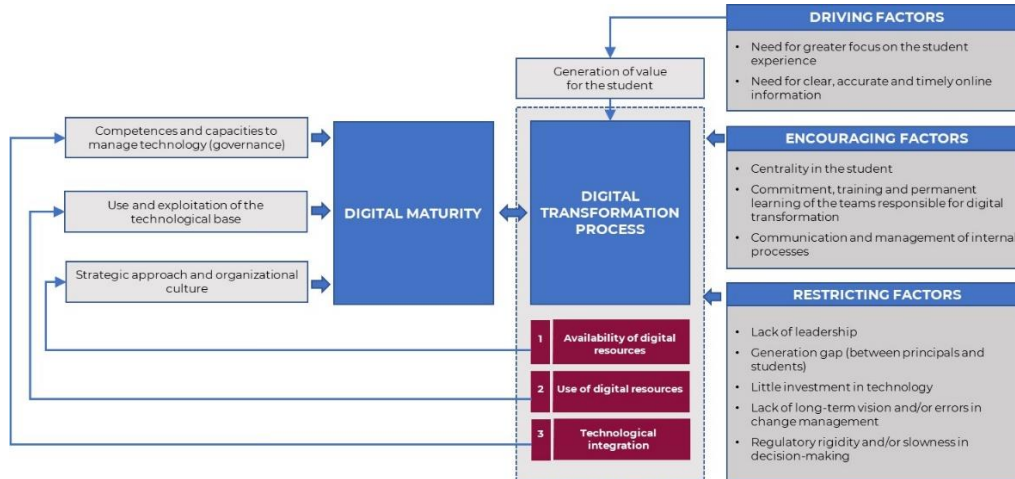 DRIVING FACTORS
• Need for greater focus on the student
experience
• Need for clear, accurate and timely online
information
Generation of value
for the student
Competences and capacities to
manage technology (governance)
Use and exploitation of the
technological base
Strategic approach and organizational
culture
DIGITAL MATURITY
DIGITAL
TRANSFORMATION
PROCESS
ENCOURAGING FACTORS
• Centrality in the student
• Commitment, training and permanent
learning of the teams responsible for digital
transformation
• Communication and management of internal
processes
RESTRICTING FACTORS
• Lack of leadership
• Generation gap (between principals and
students)
• Little investment in technology
• Lack of long-term vision and/or errors in
change management
• Regulatory rigidity and/or slowness in
decision-making
1 Availability of digital
resources
2 Use of digital resources
3 Technological
integration